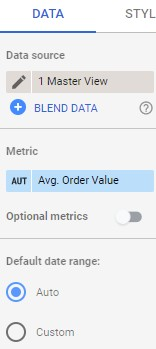 DATA STYL
Data source
1 Master View
BLEND DATA
Metric
AUT Avg. Order Value
Optional metrics
Default date range:
Auto
Custom